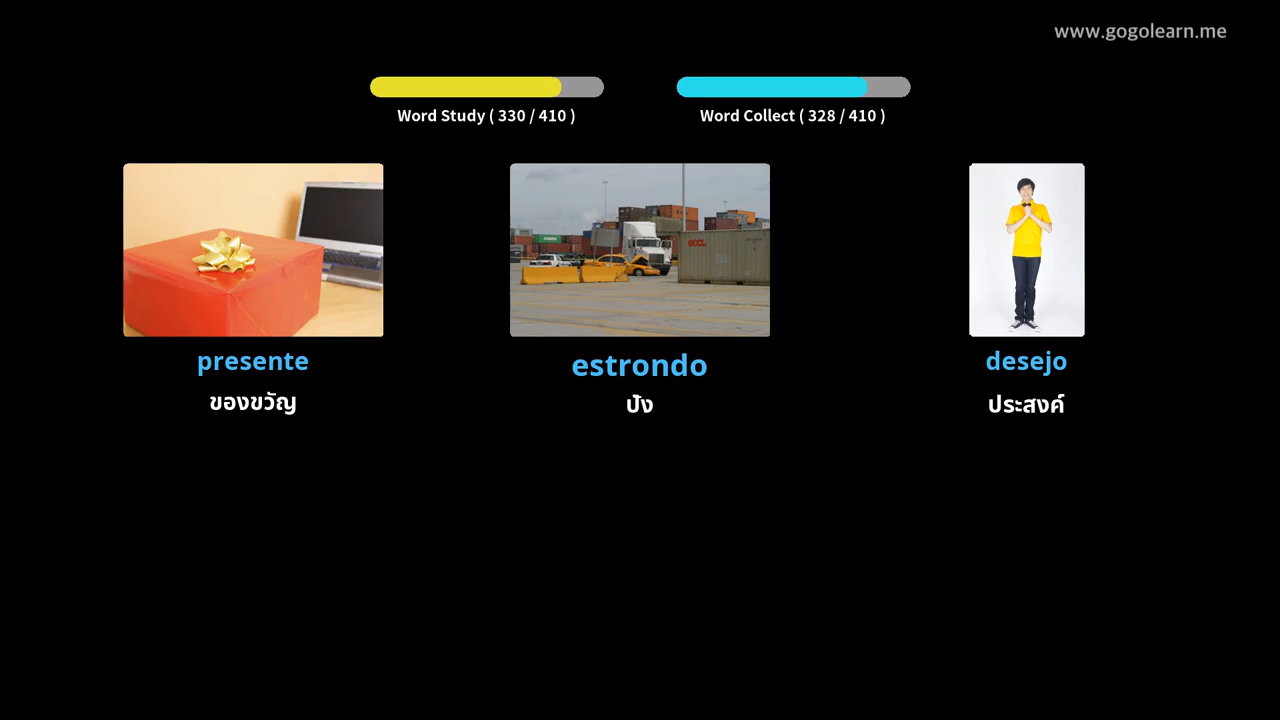 www.gogolearn.me
Word Study ( 330 / 410 )
Word Collect ( 328 / 410 )
presente
estrondo
desejo
ของขวัญ
ปัง
ประสงค์